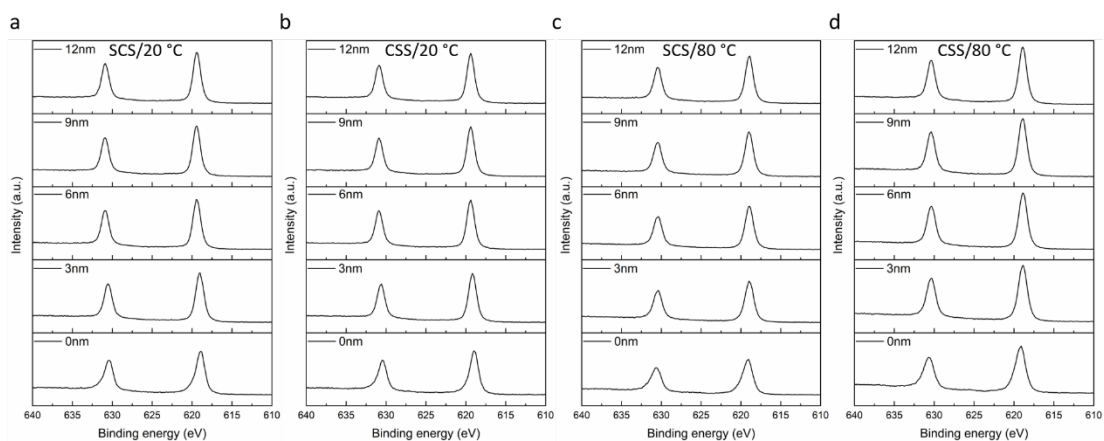 a
SCS/20 °C
12nm
9nm
6nm
3nm
0nm
Intensity (a.u.)
640 635 630 625 620 615 610
Binding energy (eV)
b
CSS/20 °C
12nm
9nm
6nm
3nm
0nm
Intensity (a.u.)
640 635 630 625 620 615 610
Binding energy (eV)
c
SCS/80 °C
12nm
9nm
6nm
3nm
0nm
Intensity (a.u.)
640 635 630 625 620 615 610
Binding energy (eV)
d
CSS/80 °C
12nm
9nm
6nm
3nm
0nm
Intensity (a.u.)
640 635 630 625 620 615 610
Binding energy (eV)